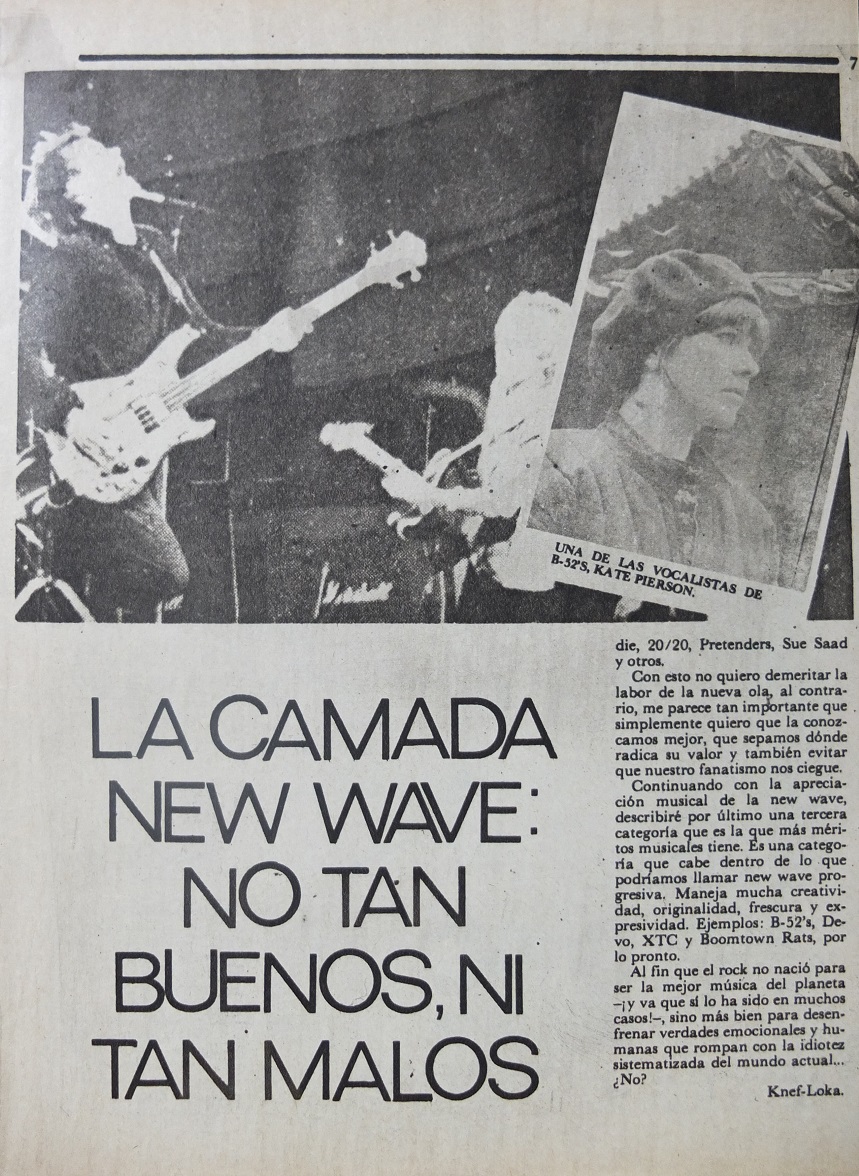 7
UNA DE LAS VOCALISTAS DE
B-52'S, KATE PIERSON.
LA CAMADA
NEW WAVE:
NO TAN
BUENOS, NI
TAN MALOS
die, 20/20, Pretenders, Sue Saad
y otros.
Con esto no quiero demeritar la
labor de la nueva ola, al contra-
rio, me parece tan importante que
simplemente quiero que la conoz-
camos mejor, que sepamos dónde
radica su valor y también evitar
que nuestro fanatismo nos ciegue.
Continuando con la aprecia-
ción musical de la new wave,
describiré por último una tercera
categoría que es la que más méri-
tos musicales tiene. Es una catego-
ría que cabe dentro de lo que
podríamos llamar new wave pro-
gresiva. Maneja mucha creativi-
dad, originalidad, frescura y ex-
presividad. Ejemplos: B-52's, De-
vo, XTC y Boomtown Rats, por
lo pronto.
Al fin que el rock no nació para
ser la mejor música del planeta
—¡y va que sí lo ha sido en muchos
casos!—, sino más bien para desen-
frenar verdades emocionales y hu-
manas que rompan con la idiotez
sistematizada del mundo actual...
¿No?
Knef-Loka.